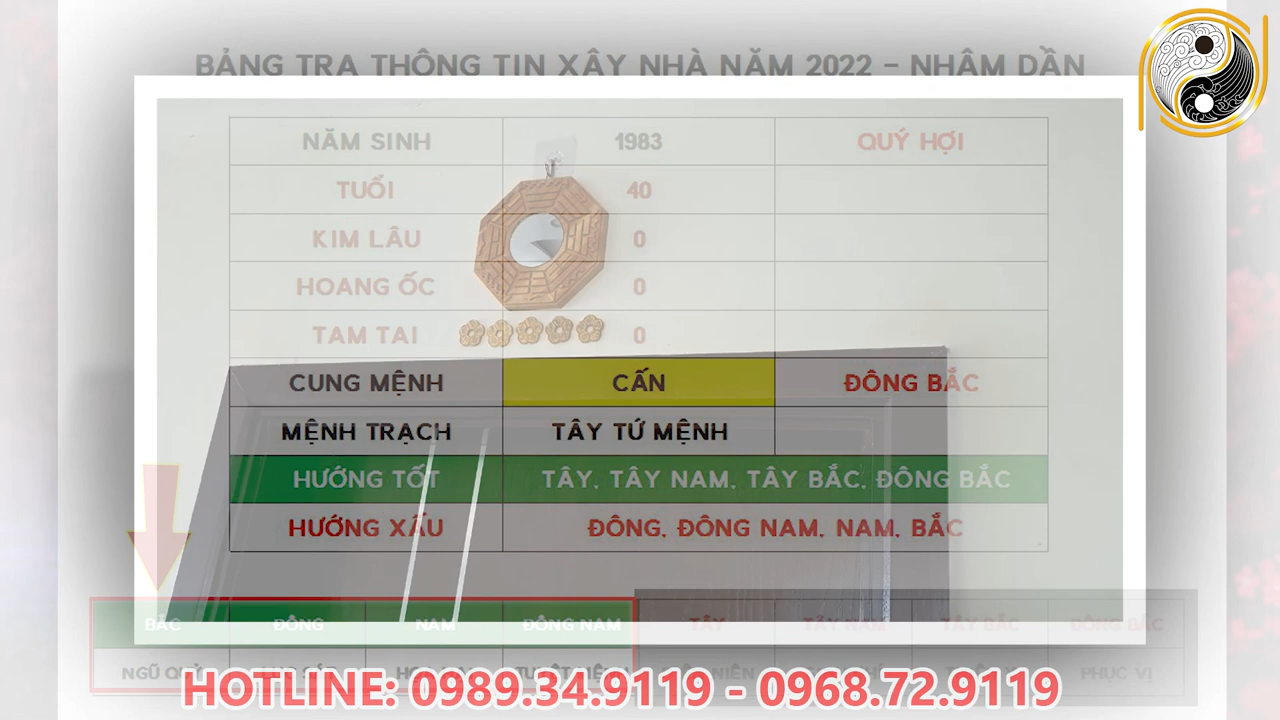 BẢNG TRA THÔNG TIN XÂY NHÀ NĂM 2022 - NHÂM DẦN
NĂM SINH 1983 QUÝ HỢI
TUỔI 40
KIM LÂU 0
HOANG ỐC 0
TAM TAI 0
CUNG MỆNH CẤN ĐÔNG BẮC
MỆNH TRẠCH TÂY TỨ MỆNH
HƯỚNG TỐT TÂY, TÂY NAM, TÂY BẮC, ĐÔNG BẮC
HƯỚNG XẤU ĐÔNG, ĐÔNG NAM, NAM, BẮC
BẮC ĐÔNG NAM ĐÔNG NAM TÂY TÂY NAM TÂY BẮC ĐÔNG BẮC
NGŨ PHỤC VỊ
HOTLINE: 0989.34.9119 - 0968.72.9119